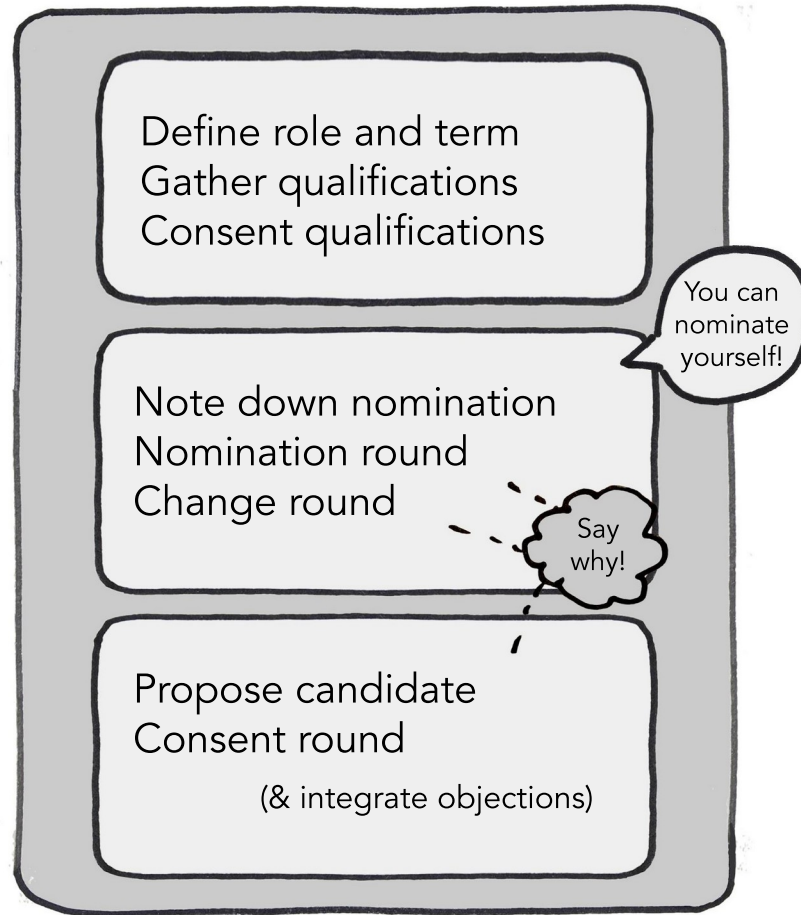 Define role and term
Gather qualifications
Consent qualifications
You can
nominate
yourself!
Note down nomination
Nomination round
Change round
Say
why!
Propose candidate
Consent round
(& integrate objections)